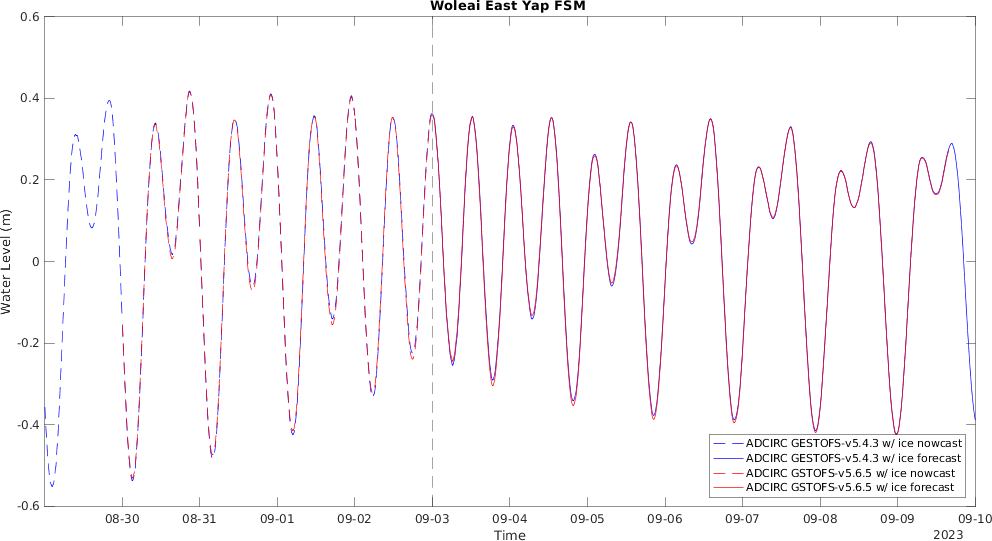 Woleai East Yap FSM
0.6
0.4
0.2
0
-0.2
-0.4
-0.6
Water Level (m)
ADCIRC GESTOFS-v5.4.3 w/ ice nowcast
ADCIRC GESTOFS-v5.4.3 w/ ice forecast
ADCIRC GSTOFS-v5.6.5 w/ ice nowcast
ADCIRC GSTOFS-v5.6.5 w/ ice forecast
08-30 08-31 09-01 09-02 09-03 09-04 09-05 09-06 09-07 09-08 09-09 09-10
Time
2023